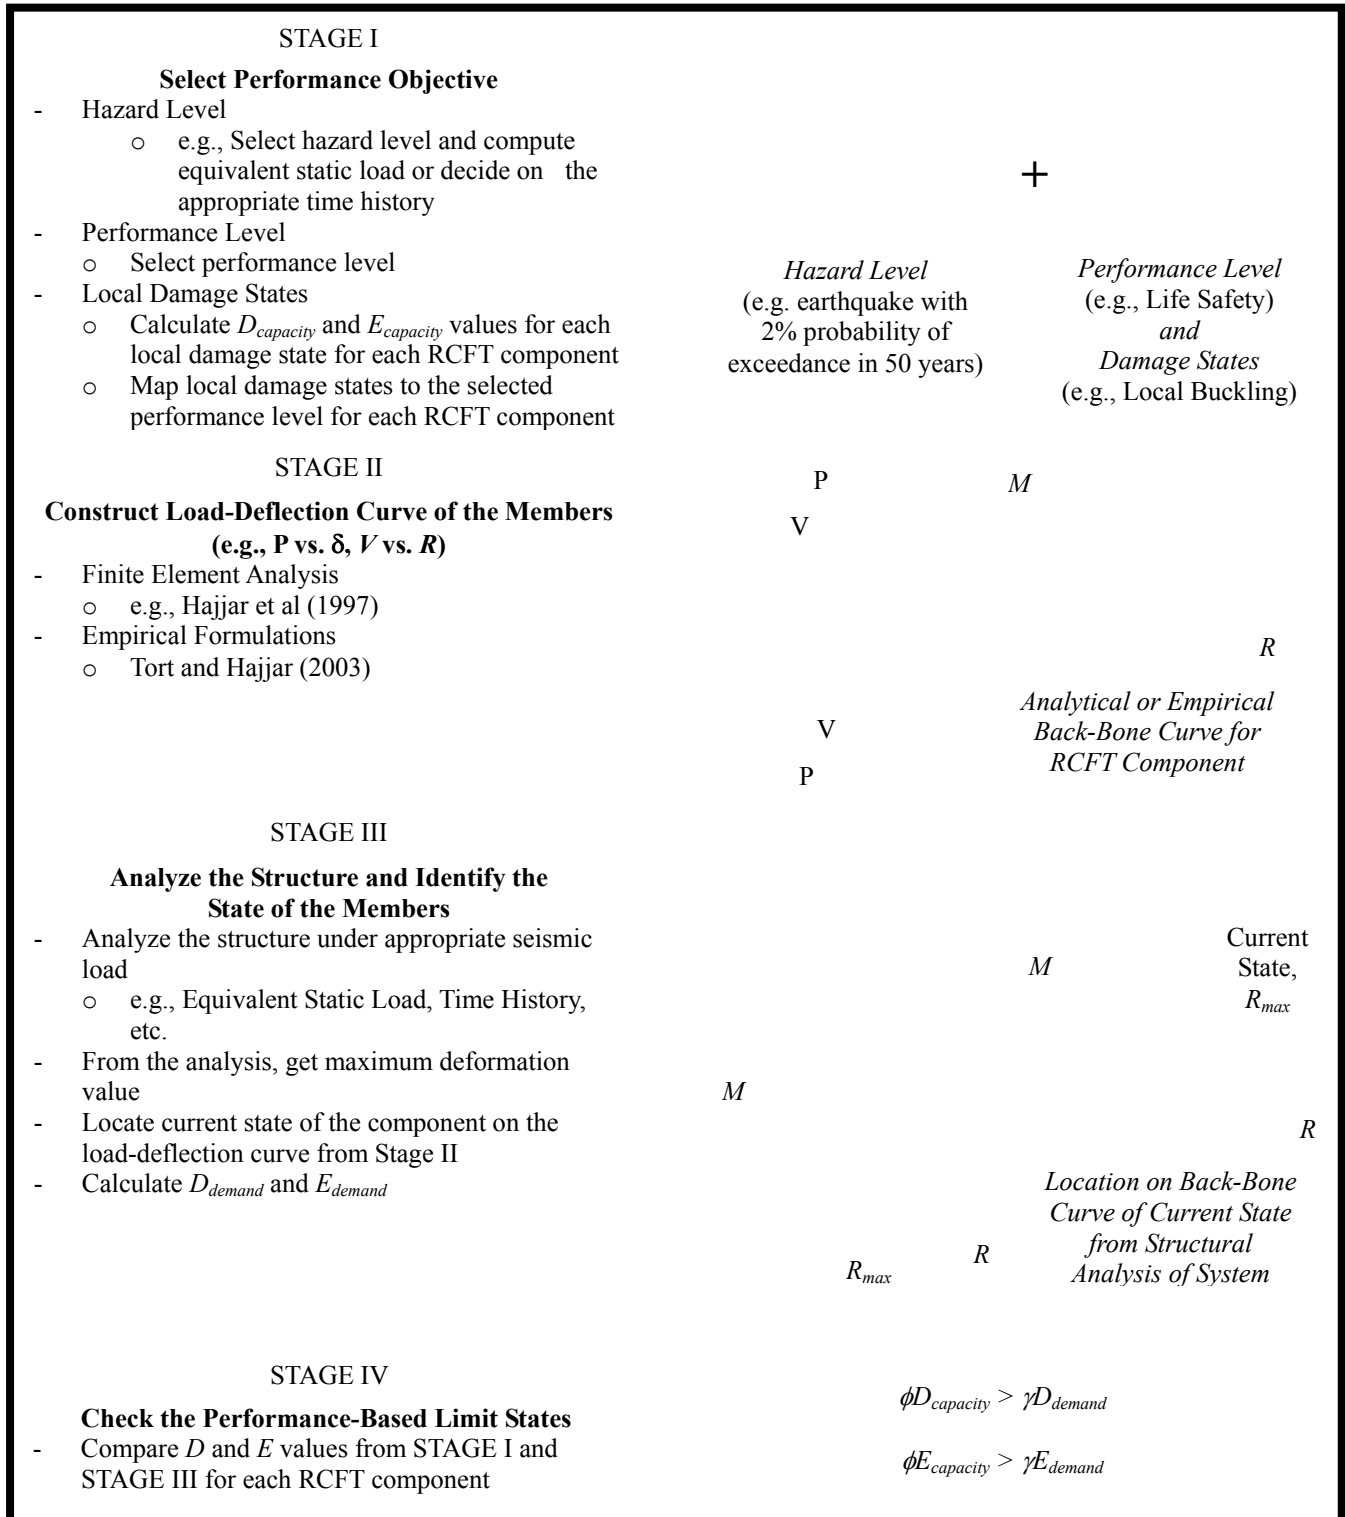 STAGE I
Select Performance Objective
- Hazard Level
o e.g., Select hazard level and compute
equivalent static load or decide on the
appropriate time history
- Performance Level
o Select performance level
- Local Damage States
o Calculate Dcapacity and Ecapacity values for each
local damage state for each RCFT component
o Map local damage states to the selected
performance level for each RCFT component
+
Hazard Level
(e.g. earthquake with
2% probability of
exceedance in 50 years)
Performance Level
(e.g., Life Safety)
and
Damage States
(e.g., Local Buckling)
STAGE II
Construct Load-Deflection Curve of the Members
(e.g., P vs. δ, V vs. R)
- Finite Element Analysis
o e.g., Hajjar et al (1997)
- Empirical Formulations
o Tort and Hajjar (2003)
P
V
M
R
V
P
Analytical or Empirical
Back-Bone Curve for
RCFT Component
STAGE III
Analyze the Structure and Identify the
State of the Members
- Analyze the structure under appropriate seismic
load
o e.g., Equivalent Static Load, Time History,
etc.
- From the analysis, get maximum deformation
value
- Locate current state of the component on the
load-deflection curve from Stage II
- Calculate Ddemand and Edemand
M
Current
State,
Rmax
M
R
Location on Back-Bone
Curve of Current State
from Structural
Analysis of System
R
Rmax
STAGE IV
Check the Performance-Based Limit States
- Compare D and E values from STAGE I and
STAGE III for each RCFT component
ϕDcapacity > γDdemand
ϕEcapacity > γEdemand